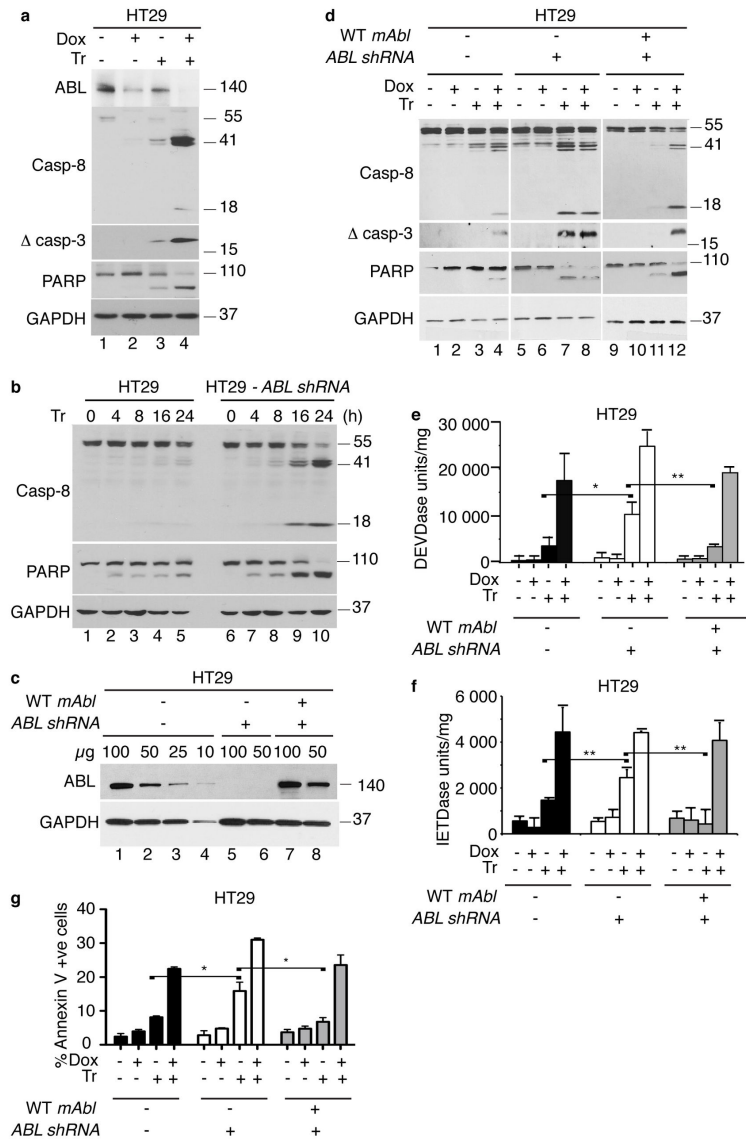 a
HT29
Dox - + - +
Tr - - + +
ABL 140
55
41
Casp-8
18
Δ casp-3
15
PARP 110
GAPDH 37
1 2 3 4
b
HT29 HT29 - ABL shRNA
Tr 0 4 8 16 24 0 4 8 16 24 (h)
55
41
Casp-8
18
PARP 110
GAPDH 37
1 2 3 4 5 6 7 8 9 10
c
HT29
WT mAbl - - +
ABL shRNA - + +
µg 100 50 25 10 100 50 100 50
ABL 140
GAPDH 37
1 2 3 4 5 6 7 8
d
HT29
WT mAbl - - +
ABL shRNA - + +
Dox - + - + - + - + - + - +
Tr - - + + - - + + - - + +
55
41
Casp-8
18
Δ casp-3
15
PARP 110
GAPDH 37
1 2 3 4 5 6 7 8 9 10 11 12
e
HT29
DEVDase units/mg
30 000
20 000
10 000
0
* **
Dox - + - + - + - + - + - +
Tr - - + + - - + + - - + +
WT mAbl - - +
ABL shRNA - + +
f
HT29
IETDase units/mg
6 000
4 000
2 000
0
** **
Dox - + - + - + - + - + - +
Tr - - + + - - + + - - + +
WT mAbl - - +
ABL shRNA - + +
g
HT29
% Annexin V +ve cells
40
30
20
10
0
* *
Dox - + - + - + - + - + - +
Tr - - + + - - + + - - + +
WT mAbl - - +
ABL shRNA - + +